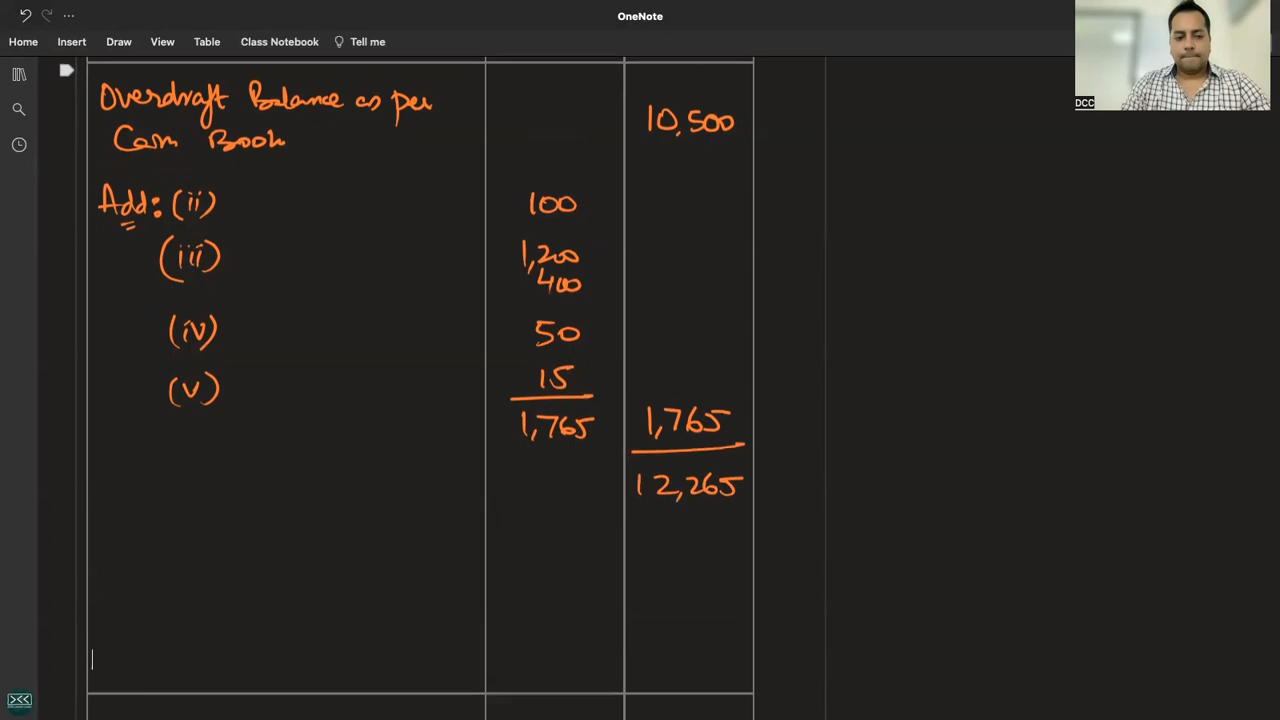 OneNote
Home Insert Draw View Table Class Notebook Tell me
DCC
Overdraft Balance as per
Cash Book 10,500
Add: (ii) 100
(iii) 1,200
400
(iv) 50
(v) 15
1,765 1,765
12,265
DCC